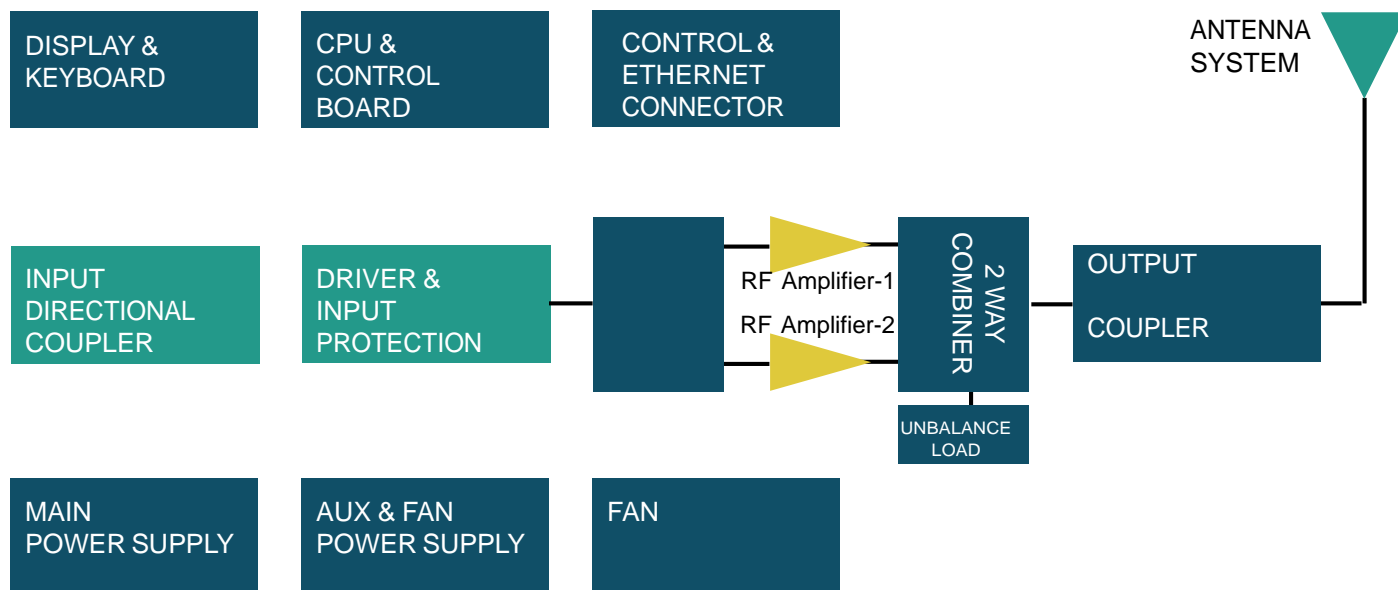 DISPLAY &
KEYBOARD
CPU &
CONTROL
BOARD
CONTROL &
ETHERNET
CONNECTOR
ANTENNA
SYSTEM
INPUT
DIRECTIONAL
COUPLER
DRIVER &
INPUT
PROTECTION
RF Amplifier-1
RF Amplifier-2
2 WAY
COMBINER
OUTPUT
COUPLER
UNBALANCE
LOAD
MAIN
POWER SUPPLY
AUX & FAN
POWER SUPPLY
FAN